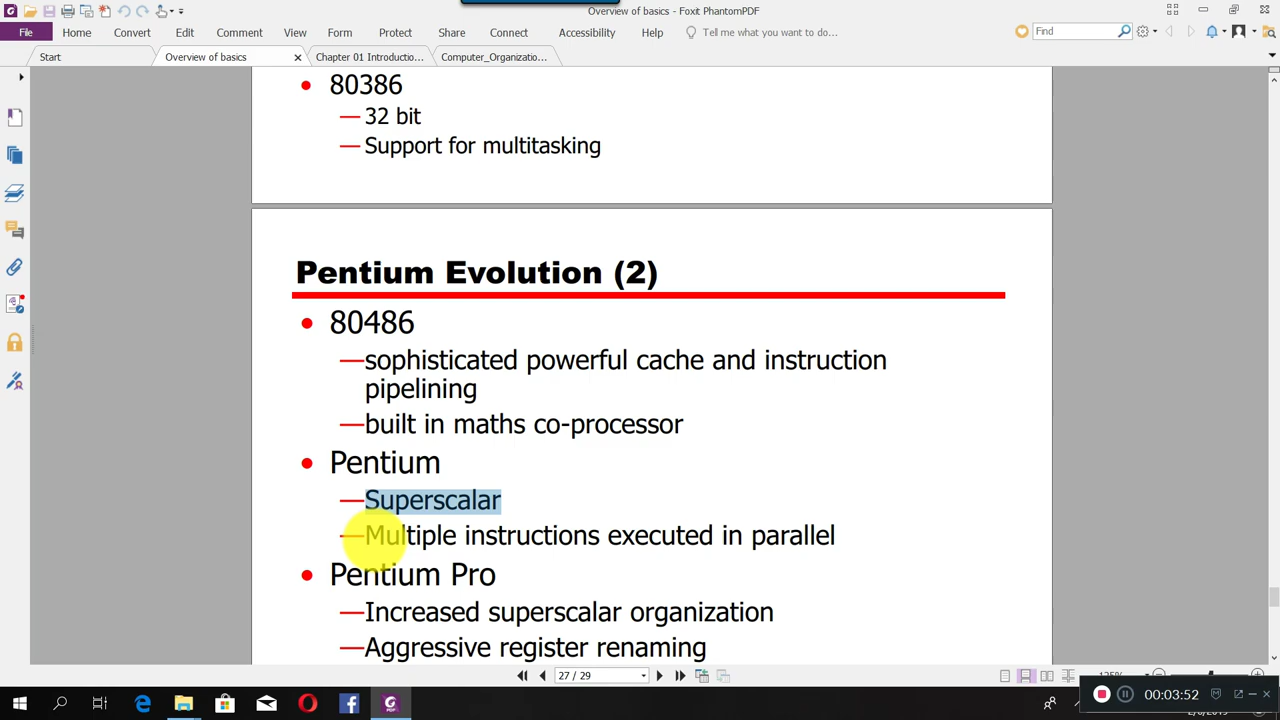 Overview of basics - Foxit PhantomPDF
File Home Convert Edit Comment View Form Protect Share Connect Accessibility Help Tell me what you want to do... Find
Start Overview of basics Chapter 01 Introductio... Computer_Organizatio...
• 80386
— 32 bit
— Support for multitasking
Pentium Evolution (2)
• 80486
—sophisticated powerful cache and instruction
pipelining
—built in maths co-processor
• Pentium
—Superscalar
—Multiple instructions executed in parallel
• Pentium Pro
—Increased superscalar organization
—Aggressive register renaming
27 / 29
00:03:52